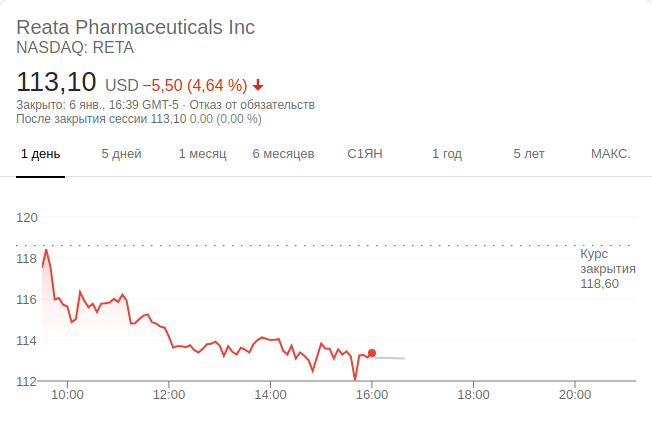 Reata Pharmaceuticals Inc
NASDAQ: RETA
113,10 USD −5,50 (4,64 %)
Закрыто: 6 янв., 16:39 GMT-5 · Отказ от обязательств
После закрытия сессии 113,10 0,00 (0,00 %)
1 день 5 дней 1 месяц 6 месяцев С1ЯН 1 год 5 лет МАКС.
120
Курс
118
закрытия
118,60
116
114
112
10:00 12:00 14:00 16:00 18:00 20:00